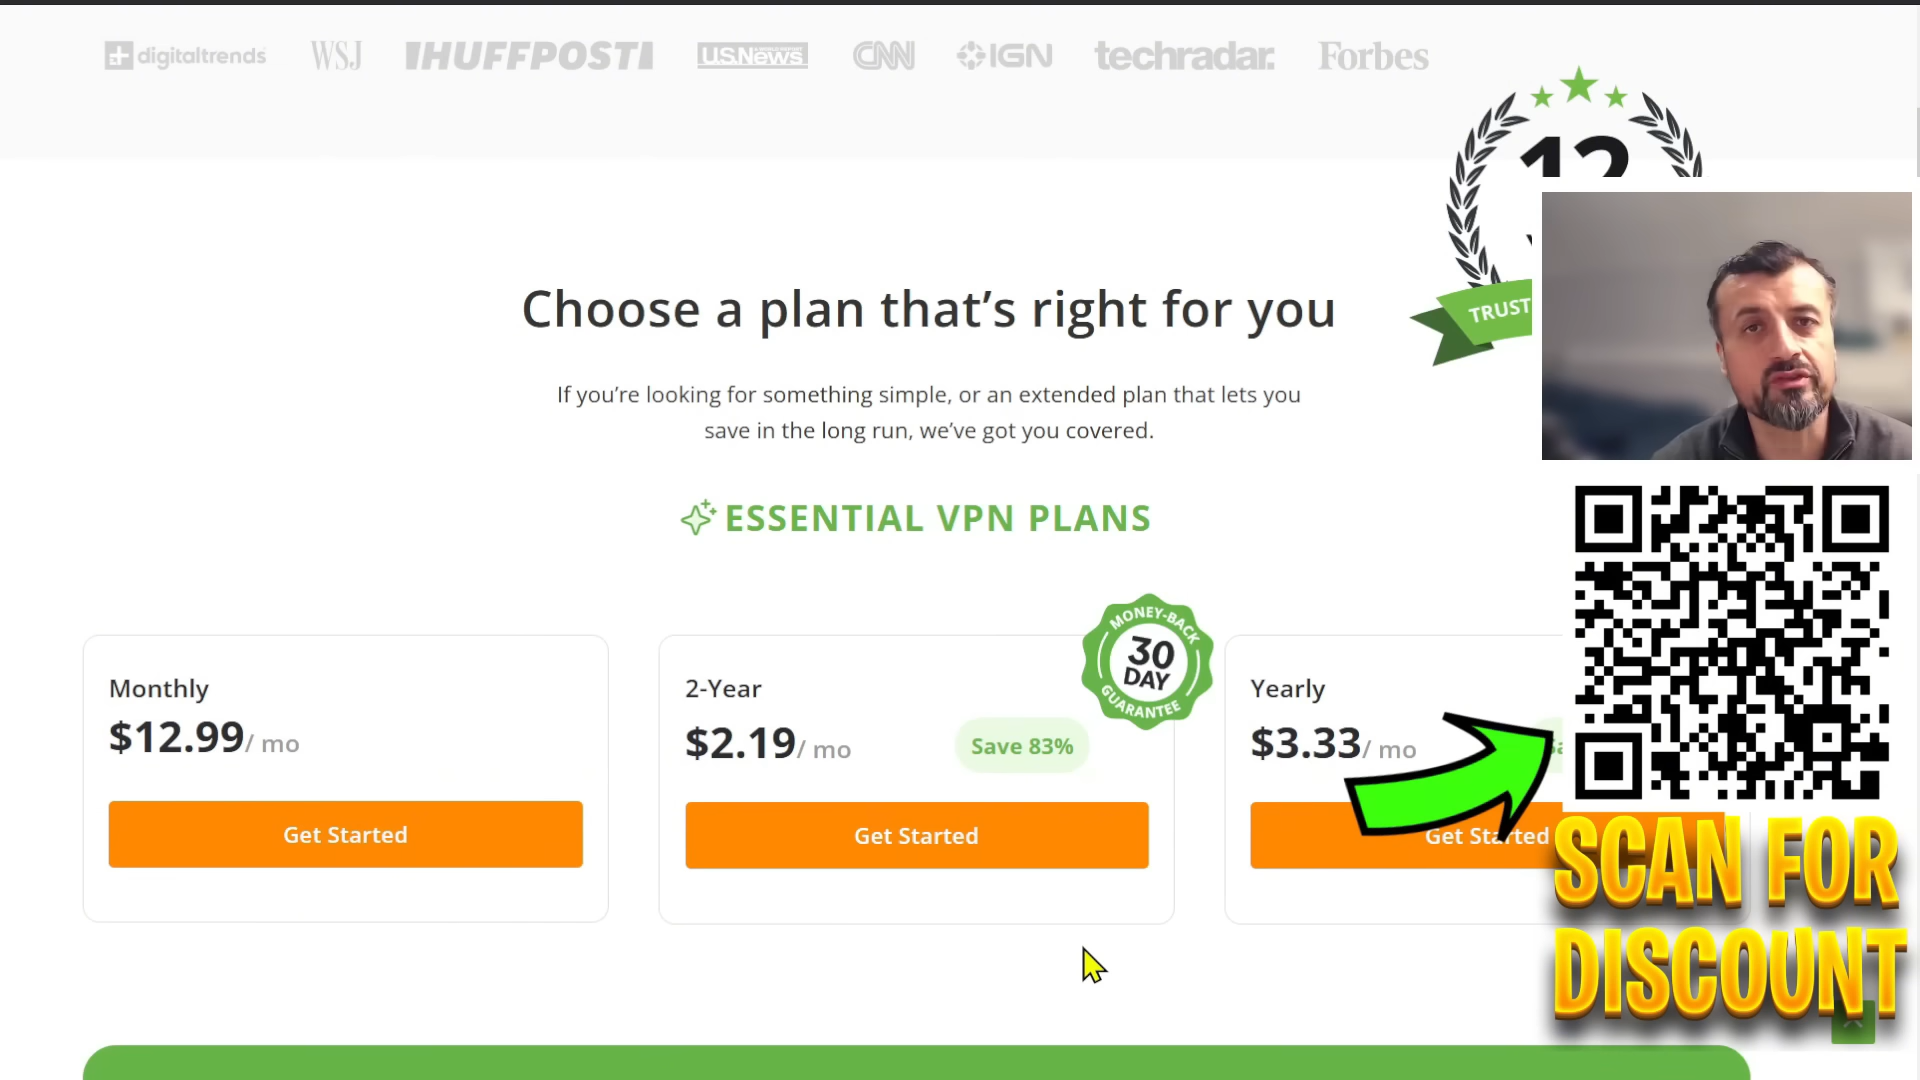 digitaltrends WSJ HUFFPOST U.S.News CNN IGN techradar. Forbes
12
TRUST
Choose a plan that’s right for you
If you’re looking for something simple, or an extended plan that lets you
save in the long run, we’ve got you covered.
ESSENTIAL VPN PLANS
MONEY-BACK
30
DAY
GUARANTEE
Monthly
$12.99/ mo
Get Started
2-Year
$2.19/ mo
Save 83%
Get Started
Yearly
$3.33/ mo
Get Started
SCAN FOR
DISCOUNT